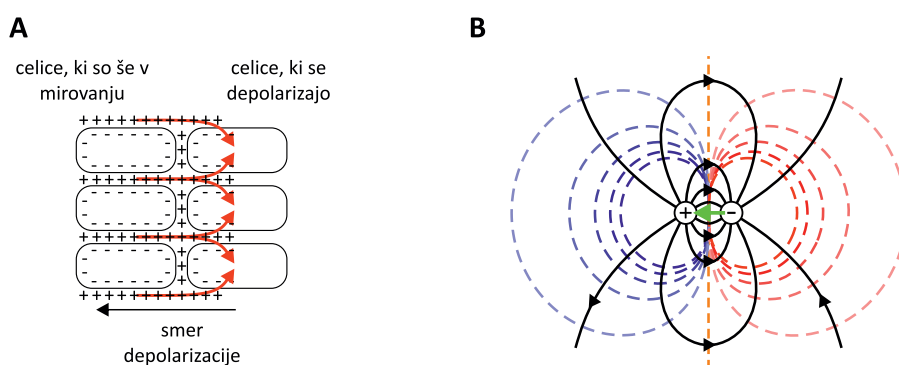 A
B
celice, ki so še v
mirovanju
celice, ki se
depolarizajo
smer
depolarizacije
+
-